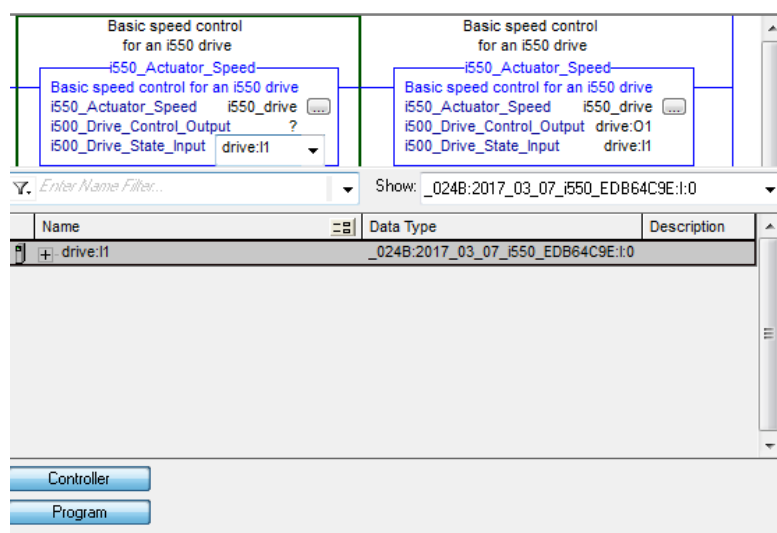 Basic speed control
for an i550 drive
i550_Actuator_Speed
Basic speed control for an i550 drive
i550_Actuator_Speed i550_drive ...
i500_Drive_Control_Output ?
i500_Drive_State_Input drive:I1
Basic speed control
for an i550 drive
i550_Actuator_Speed
Basic speed control for an i550 drive
i550_Actuator_Speed i550_drive ...
i500_Drive_Control_Output drive:O1
i500_Drive_State_Input drive:I1
Enter Name Filter... Show: _024B:2017_03_07_i550_EDB64C9E:I:0
Name Data Type Description
drive:I1 _024B:2017_03_07_i550_EDB64C9E:I:0
Controller
Program